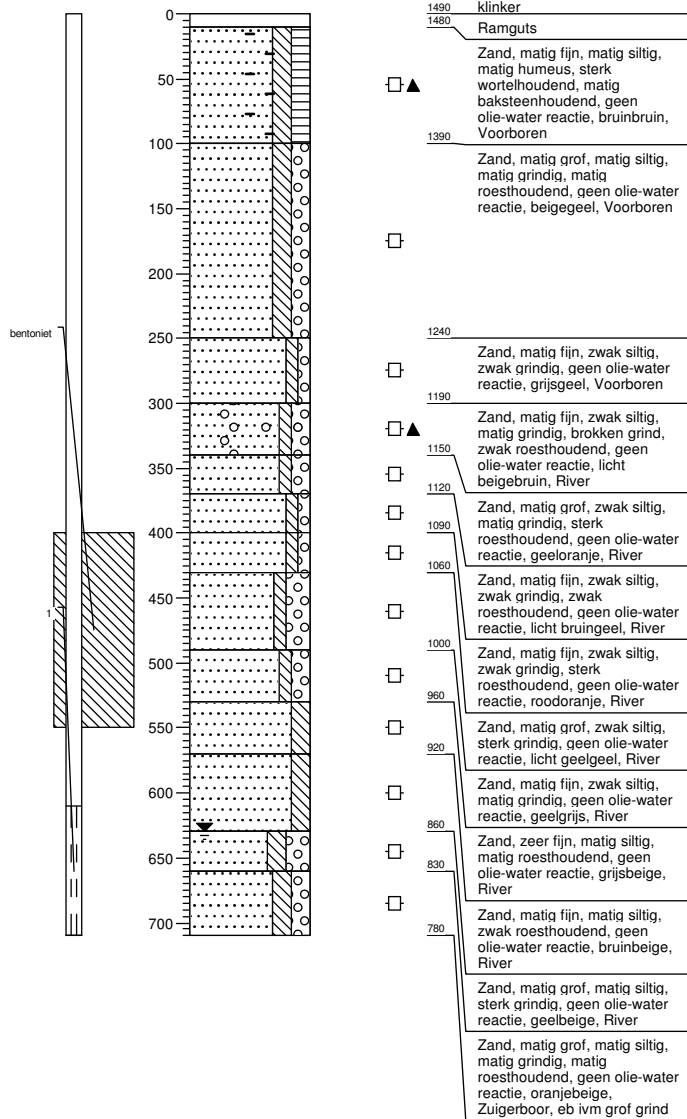 0
50
100
150
200
250
300
350
400
450
500
550
600
650
700
bentoniet
1
1490
klinker
1480
Ramguts
Zand, matig fijn, matig siltig,
matig humeus, sterk
wortelhoudend, matig
baksteenhoudend, geen
olie-water reactie, bruinbruin,
Voorboren
1390
Zand, matig grof, matig siltig,
matig grindig, matig
roesthoudend, geen olie-water
reactie, beigegeel, Voorboren
1240
Zand, matig fijn, zwak siltig,
zwak grindig, geen olie-water
reactie, grijsgeel, Voorboren
1190
Zand, matig fijn, zwak siltig,
matig grindig, brokken grind,
zwak roesthoudend, geen
olie-water reactie, licht
beigebruin, River
1150
Zand, matig grof, zwak siltig,
matig grindig, sterk
roesthoudend, geen olie-water
reactie, geeloranje, River
1120
Zand, matig fijn, zwak siltig,
zwak grindig, zwak
roesthoudend, geen olie-water
reactie, licht bruingeel, River
1090
Zand, matig fijn, zwak siltig,
zwak grindig, sterk
roesthoudend, geen olie-water
reactie, roodoranje, River
1060
Zand, matig grof, zwak siltig,
sterk grindig, geen olie-water
reactie, licht geelgeel, River
1000
Zand, matig fijn, zwak siltig,
matig grindig, geen olie-water
reactie, geelgrijs, River
960
Zand, zeer fijn, matig siltig,
matig roesthoudend, geen
olie-water reactie, grijsbeige,
River
920
Zand, matig fijn, matig siltig,
zwak roesthoudend, geen
olie-water reactie, bruinbeige,
River
860
Zand, matig grof, matig siltig,
sterk grindig, geen olie-water
reactie, geelbeige, River
830
Zand, matig grof, matig siltig,
matig grindig, matig
roesthoudend, geen olie-water
reactie, oranjebeige,
Zuigerboor, eb ivm grof grind
780